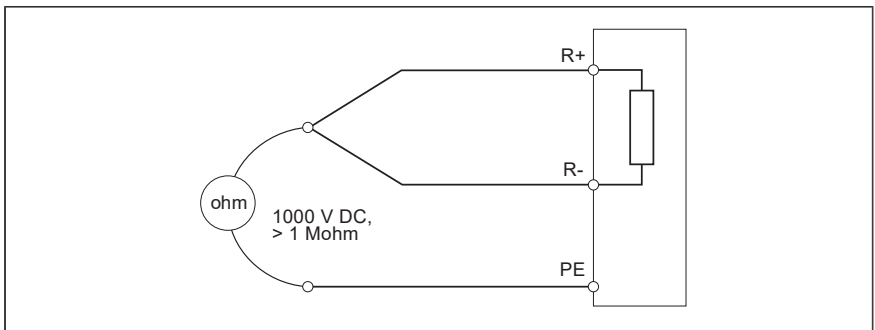 R+
R-
ohm
1000 V DC,
> 1 Mohm
PE